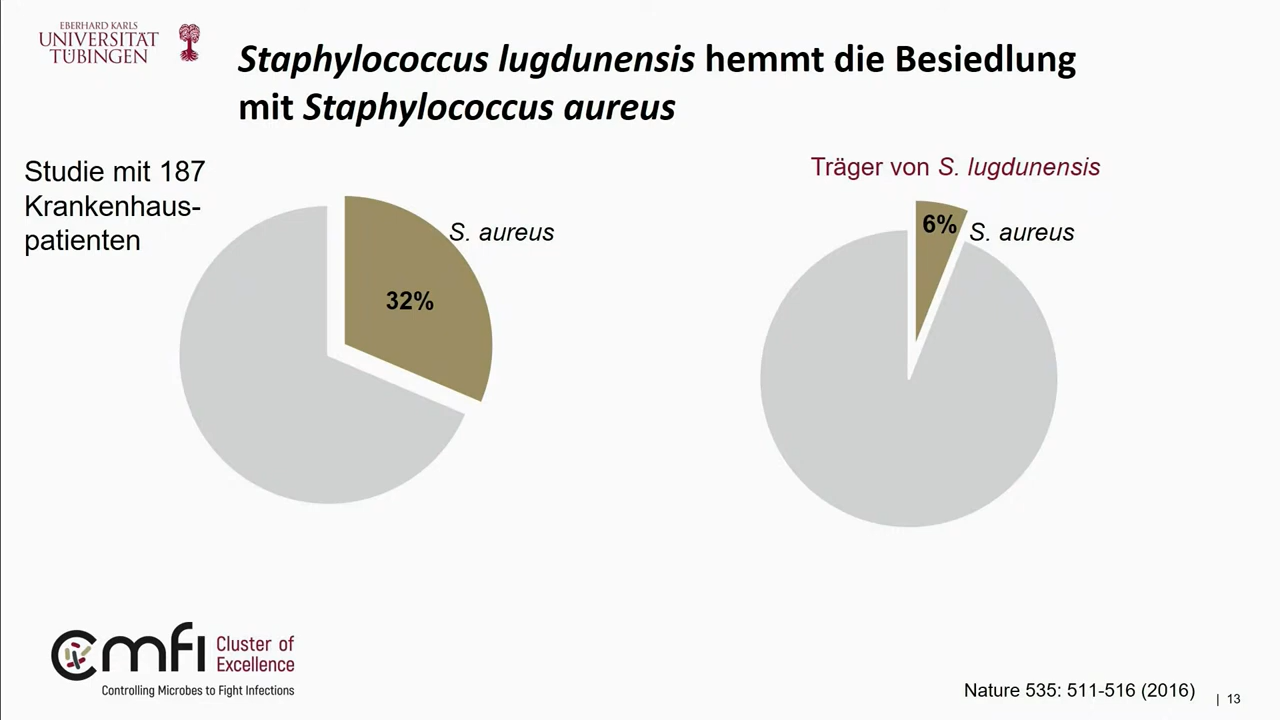 EBERHARD KARLS
UNIVERSITÄT
TÜBINGEN
Staphylococcus lugdunensis hemmt die Besiedlung
mit Staphylococcus aureus
Studie mit 187
Krankenhaus-
patienten
S. aureus
32%
Träger von S. lugdunensis
6%
S. aureus
cmfi Cluster of
Excellence
Controlling Microbes to Fight Infections
Nature 535: 511-516 (2016)
| 13